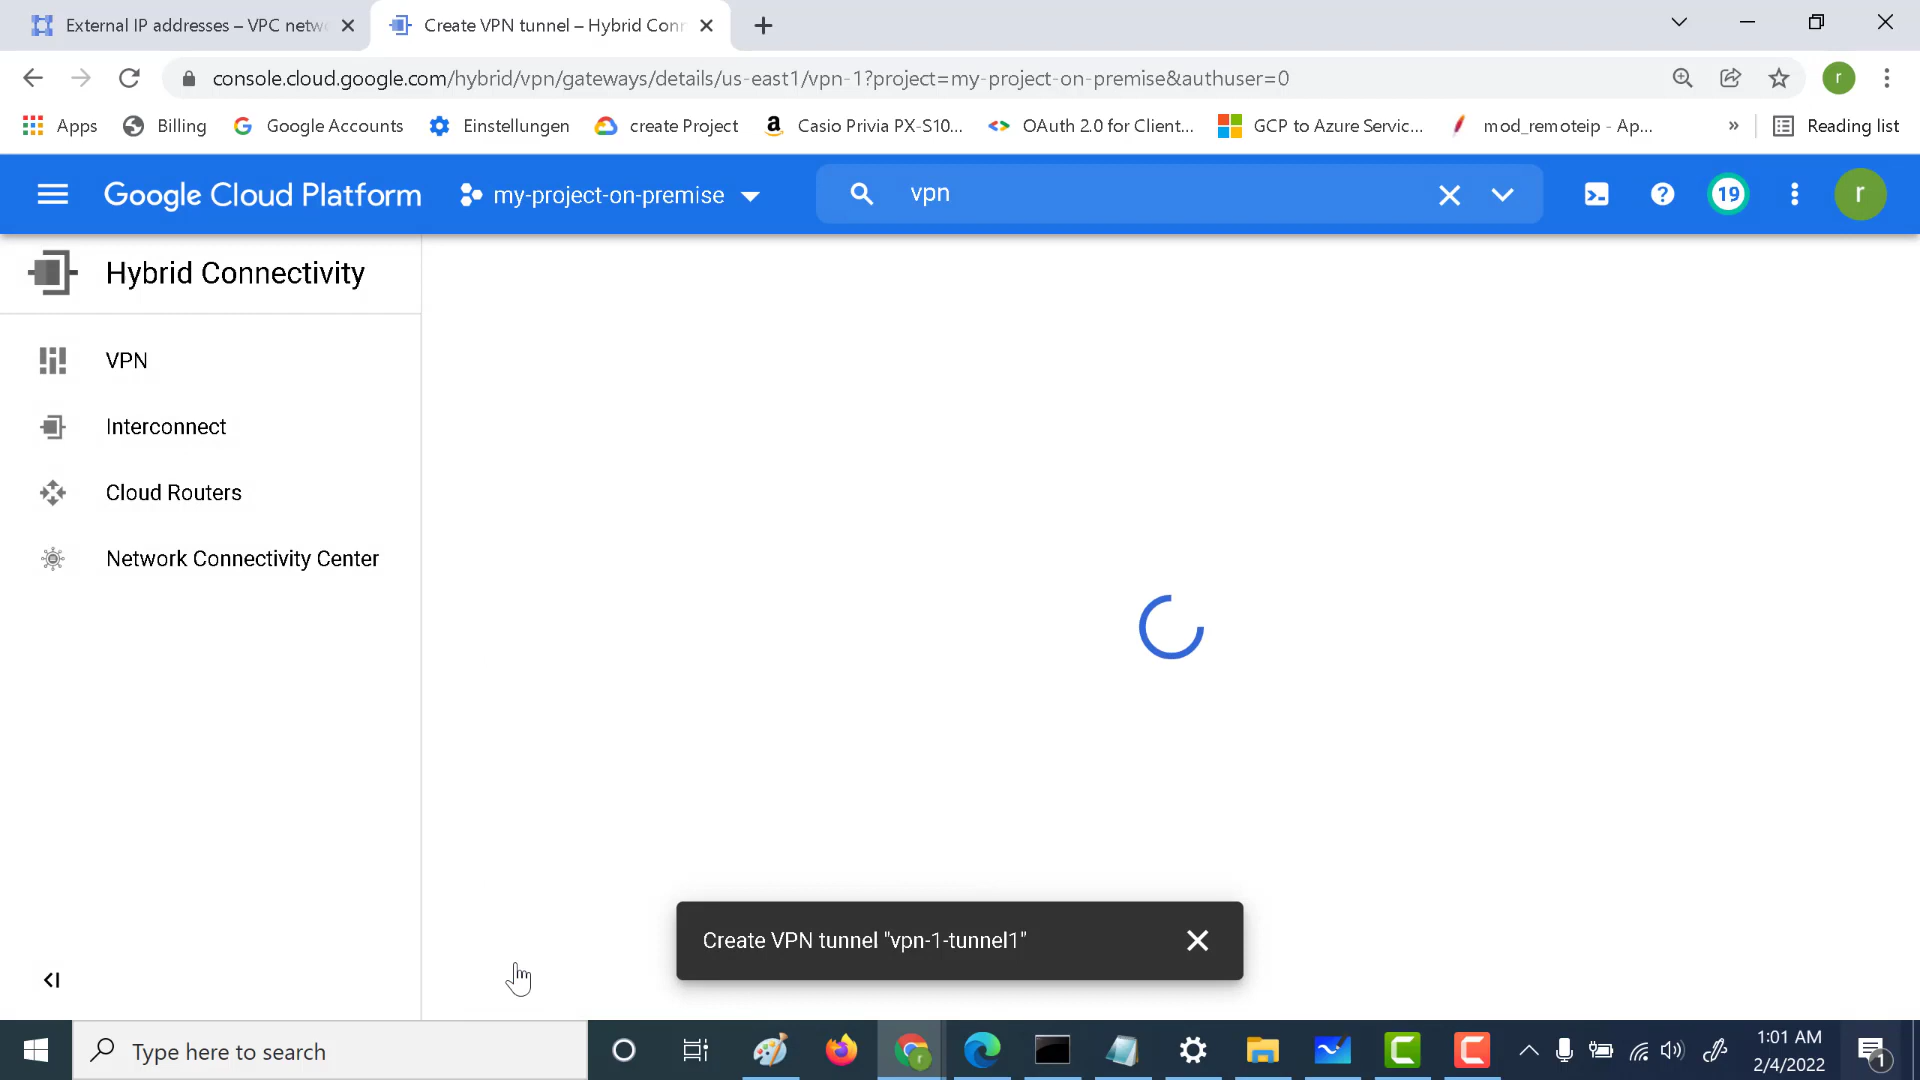 External IP addresses – VPC netw
Create VPN tunnel – Hybrid Conr
console.cloud.google.com/hybrid/vpn/gateways/details/us-east1/vpn-1?project=my-project-on-premise&authuser=0
r
Apps
Billing
Google Accounts
Einstellungen
create Project
Casio Privia PX-S10...
OAuth 2.0 for Client...
GCP to Azure Servic...
mod_remoteip - Ap...
»
Reading list
Google Cloud Platform
my-project-on-premise
vpn
19
r
Hybrid Connectivity
VPN
Interconnect
Cloud Routers
Network Connectivity Center
Create VPN tunnel "vpn-1-tunnel1"
Type here to search
1:01 AM
2/4/2022
1